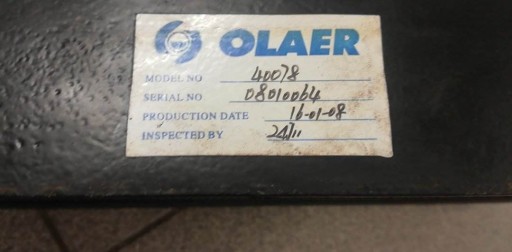 OLAER
MODEL NO 40078
SERIAL NO 08010064
PRODUCTION DATE 16-01-08
INSPECTED BY